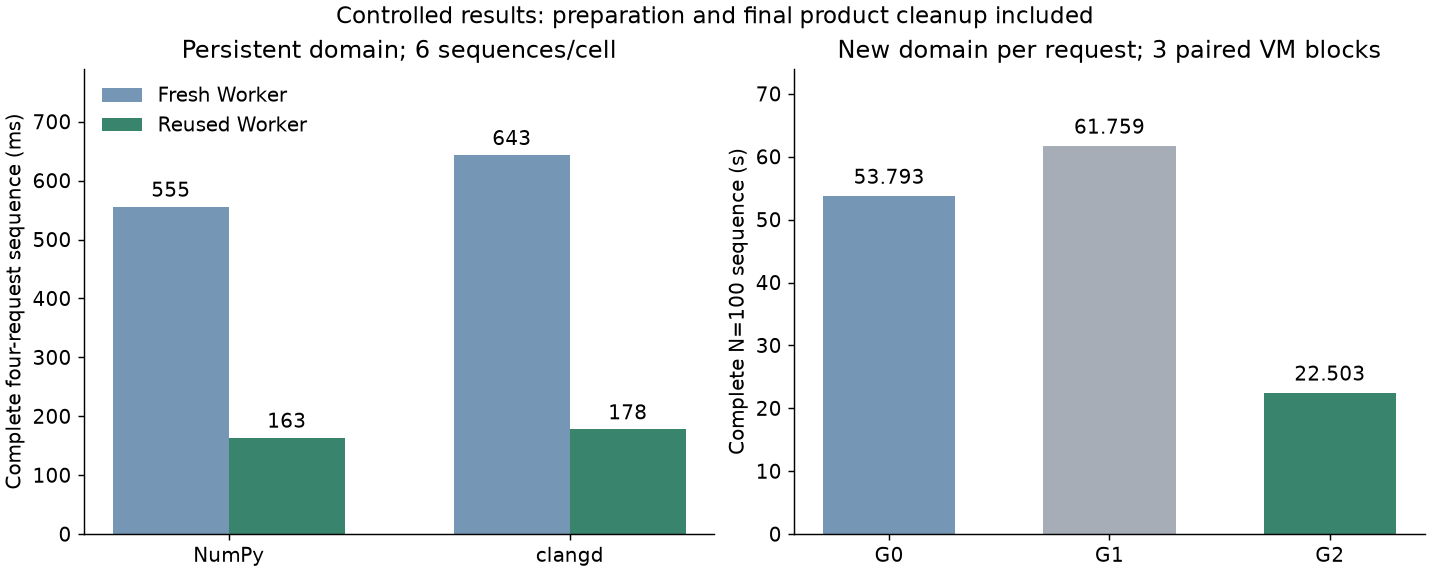 Controlled results: preparation and final product cleanup included
Persistent domain; 6 sequences/cell
Complete four-request sequence (ms)
700
600
500
400
300
200
100
0
Fresh Worker
Reused Worker
555
163
643
178
NumPy
clangd
New domain per request; 3 paired VM blocks
Complete N=100 sequence (s)
70
60
50
40
30
20
10
0
53.793
61.759
22.503
G0
G1
G2